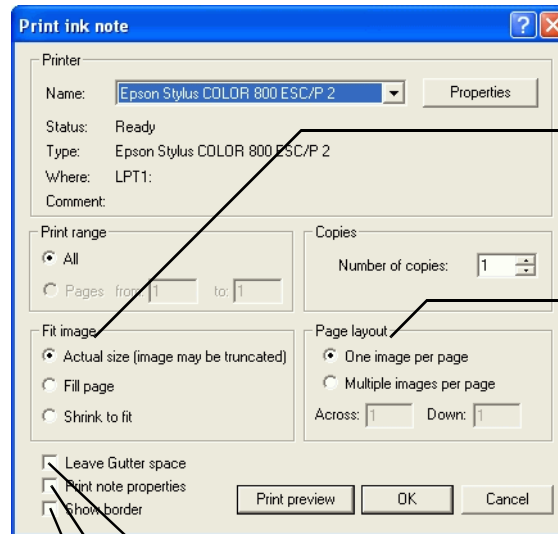 Print ink note
Printer
Name: Epson Stylus COLOR 800 ESC/P 2 Properties
Status: Ready
Type: Epson Stylus COLOR 800 ESC/P 2
Where: LPT1:
Comment:
Print range
All
Pages from: 1 to: 1
Copies
Number of copies: 1
Fit image
Actual size (image may be truncated)
Fill page
Shrink to fit
Page layout
One image per page
Multiple images per page
Across: 1 Down: 1
Leave Gutter space
Print note properties
Show border
Print preview OK Cancel